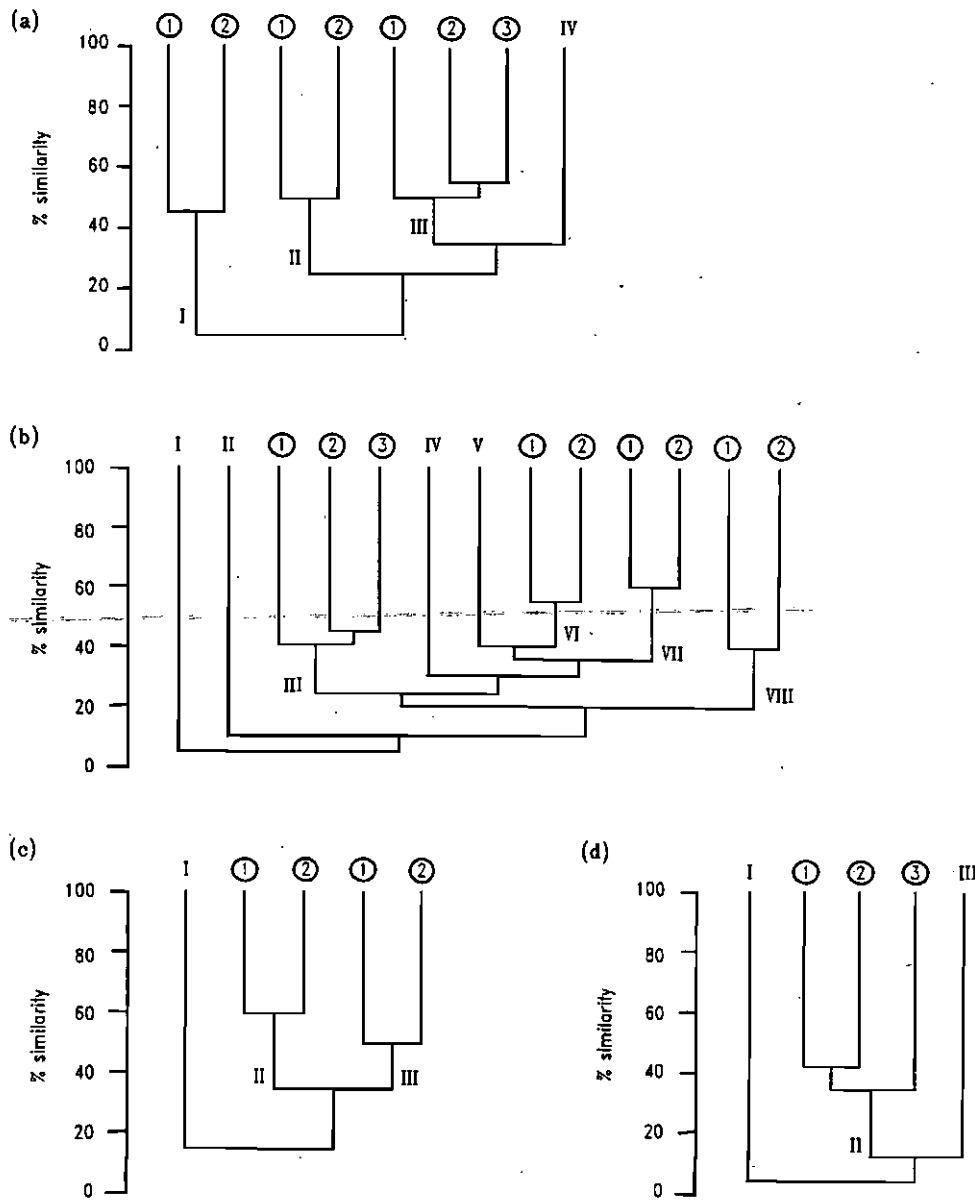 (a)
① ② ① ② ① ② ③ IV
100
80
60
40
20
0
% similarity
III
II
I
(b)
I II ① ② ③ IV V ① ② ① ② ① ②
100
80
60
40
20
0
% similarity
VI
VII
III
VIII
(c)
I ① ② ① ②
100
80
60
40
20
0
% similarity
II III
(d)
I ① ② ③ III
100
80
60
40
20
0
% similarity
II